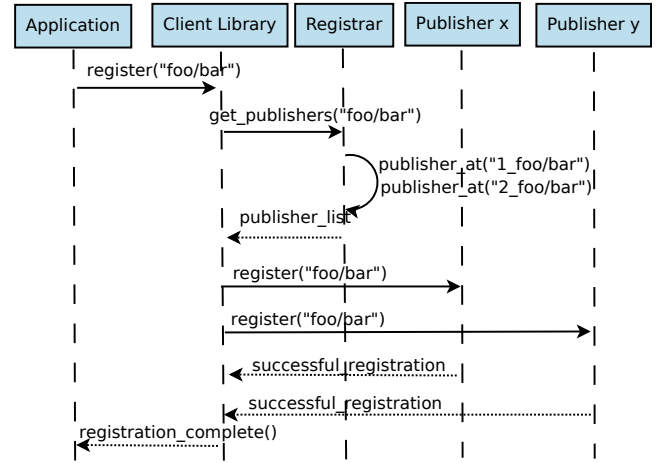 Application
Client Library
Registrar
Publisher x
Publisher y
register("foo/bar")
get_publishers("foo/bar")
publisher_at("1_foo/bar")
publisher_at("2_foo/bar")
publisher_list
register("foo/bar")
register("foo/bar")
successful_registration
successful_registration
registration_complete()